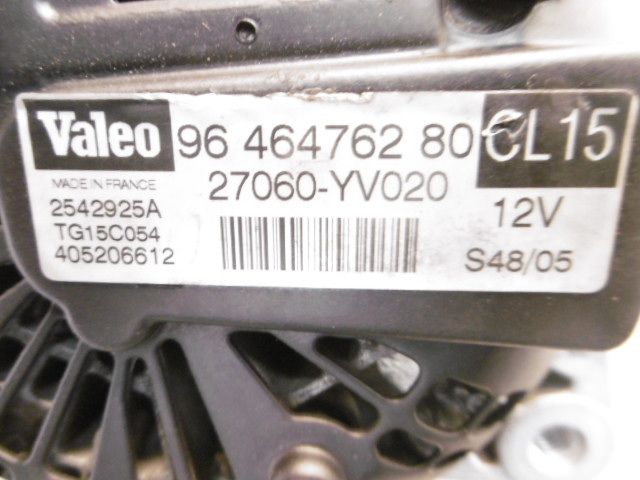 Valeo 96 464762 80 CL15
MADE IN FRANCE 27060-YV020
2542925A 12V
TG15C054
405206612 S48/05